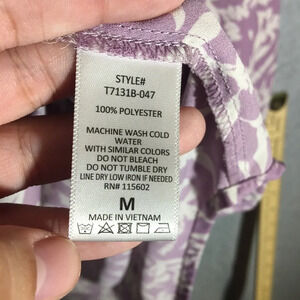 STYLE#
T7131B-047
100% POLYESTER
MACHINE WASH COLD
WATER
WITH SIMILAR COLORS
DO NOT BLEACH
DO NOT TUMBLE DRY
LINE DRY LOW IRON IF NEEDED
RN# 115602
M
MADE IN VIETNAM